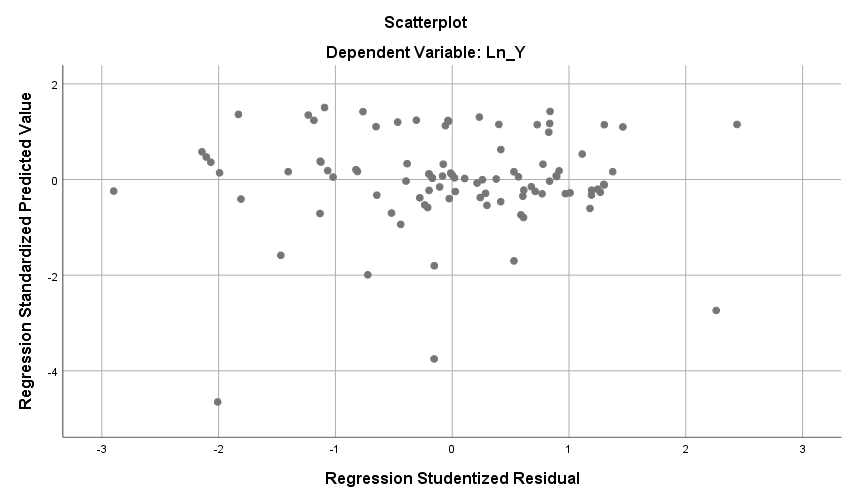 Scatterplot
Dependent Variable: Ln_Y
Regression Standardized Predicted Value
2
0
-2
-4
-3
-2
-1
0
1
2
3
Regression Studentized Residual